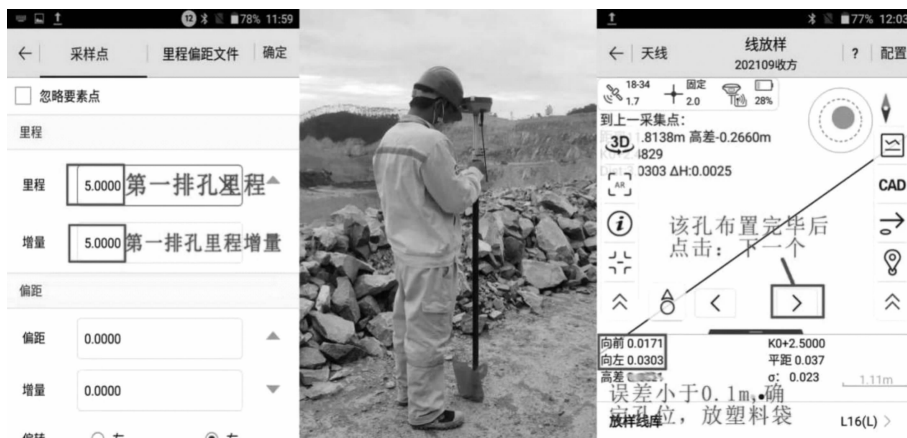 12
78% 11:59
采样点
里程偏距文件
确定
忽略要素点
里程
里程
5.0000
第一排孔里程
增量
5.0000
第一排孔里程增量
偏距
偏距
0.0000
增量
0.0000
77% 12:03
天线
线放样
202109收方
?
配置
18-34
1.7
固定
2.0
28%
到上一采集点:
.8138m 高差-0.2660m
3D
4829
0303 ΔH:0.0025
AR
CAD
该孔布置完毕后
点击: 下一个
向前 0.0171
K0+2.5000
向左 0.0303
平距 0.037
高差
σ: 0.023
1.11m
误差小于0.1m,确
定孔位, 放塑料袋
放样线库
L16(L)